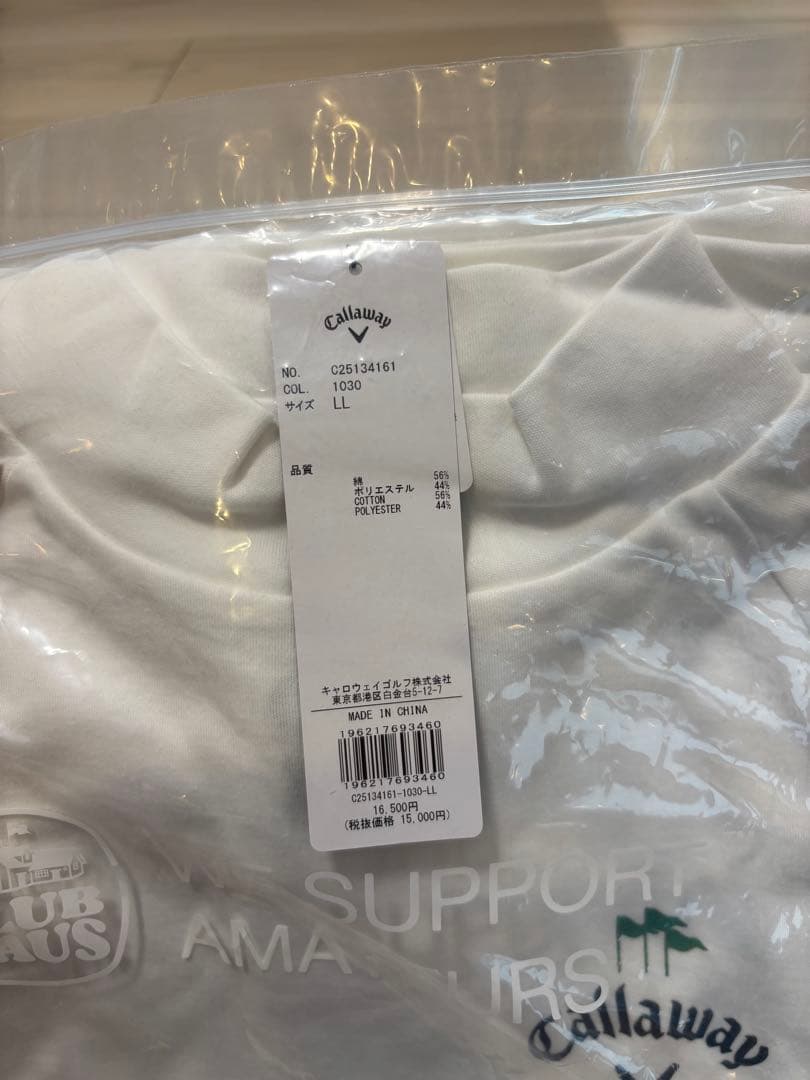 Callaway
NO. C25134161
COL. 1030
サイズ LL
品質
綿 56%
ポリエステル 44%
COTTON 56%
POLYESTER 44%
キャロウェイゴルフ株式会社
東京都港区白金台5-12-7
MADE IN CHINA
196217693460
196217693460
C25134161-1030-LL
16,500円
(税抜価格 15,000円)
SUPPORT
Callaway